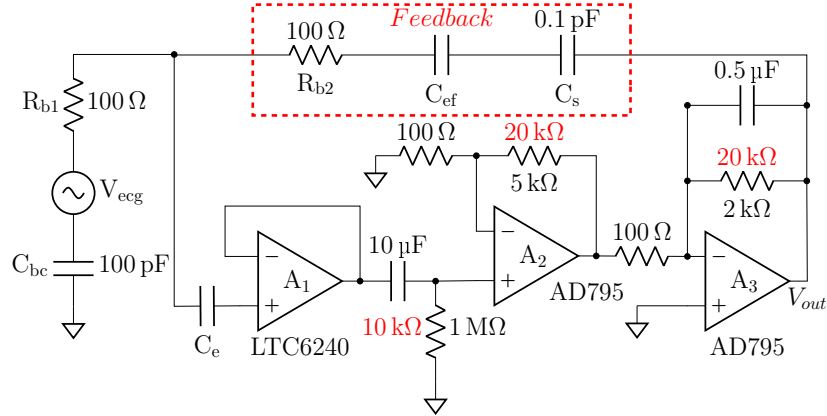 Feedback
100 Ω
0.1 pF
R_b2
C_ef
C_s
0.5 µF
R_b1
100 Ω
100 Ω
20 kΩ
5 kΩ
20 kΩ
2 kΩ
V_ecg
C_bc
100 pF
A_1
10 µF
A_2
100 Ω
A_3
AD795
V_out
C_e
LTC6240
10 kΩ
1 MΩ
AD795